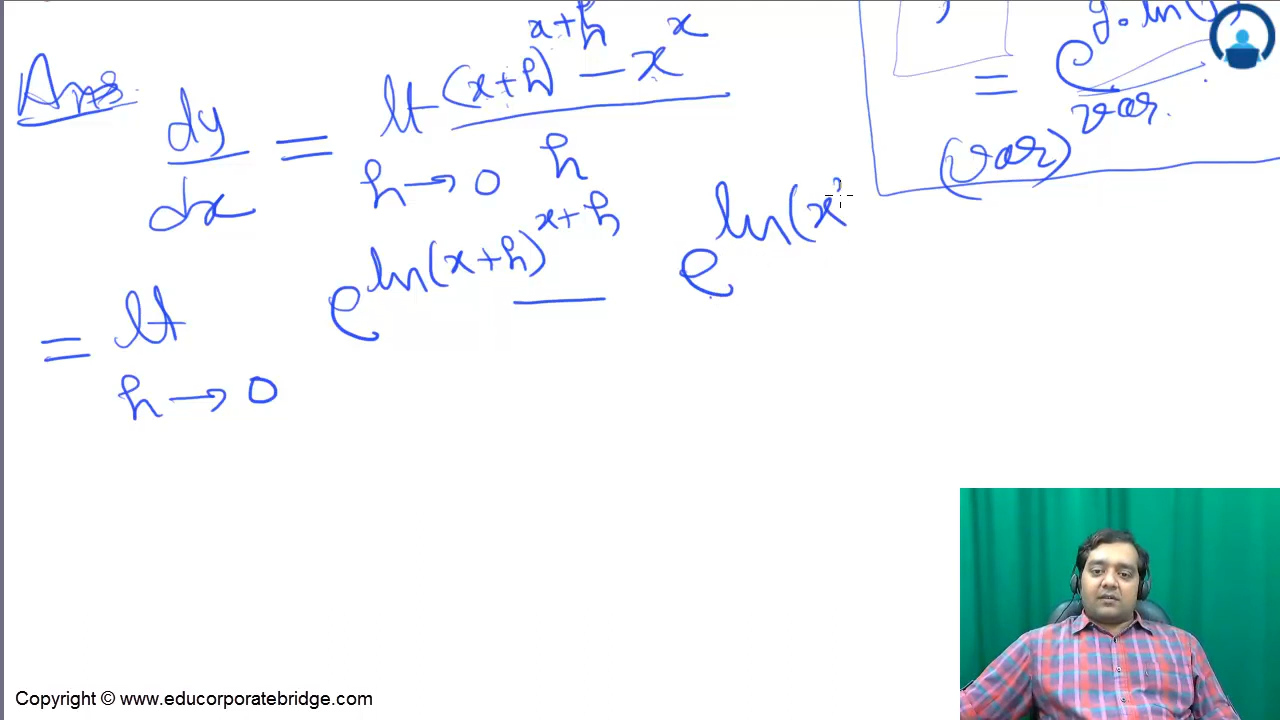 Ans
dy/dx = lt h→0 ((x+h)^(x+h) − x^x)/h
= e^(y.ln(
(var)^var.
= lt h→0 e^(ln(x+h)^(x+h)) — e^(ln(x
Copyright © www.educorporatebridge.com